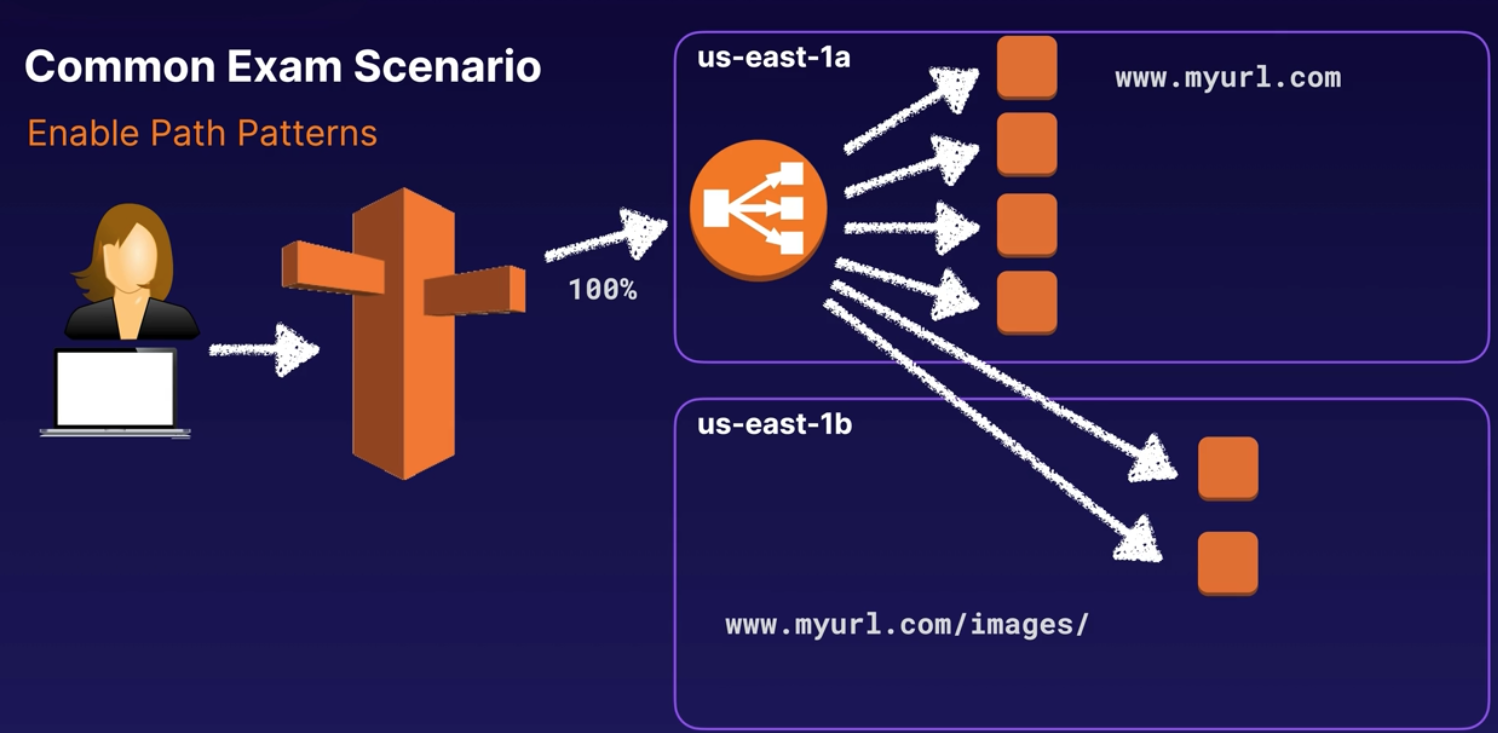 Common Exam Scenario
Enable Path Patterns
100%
us-east-1a
www.myurl.com
us-east-1b
www.myurl.com/images/